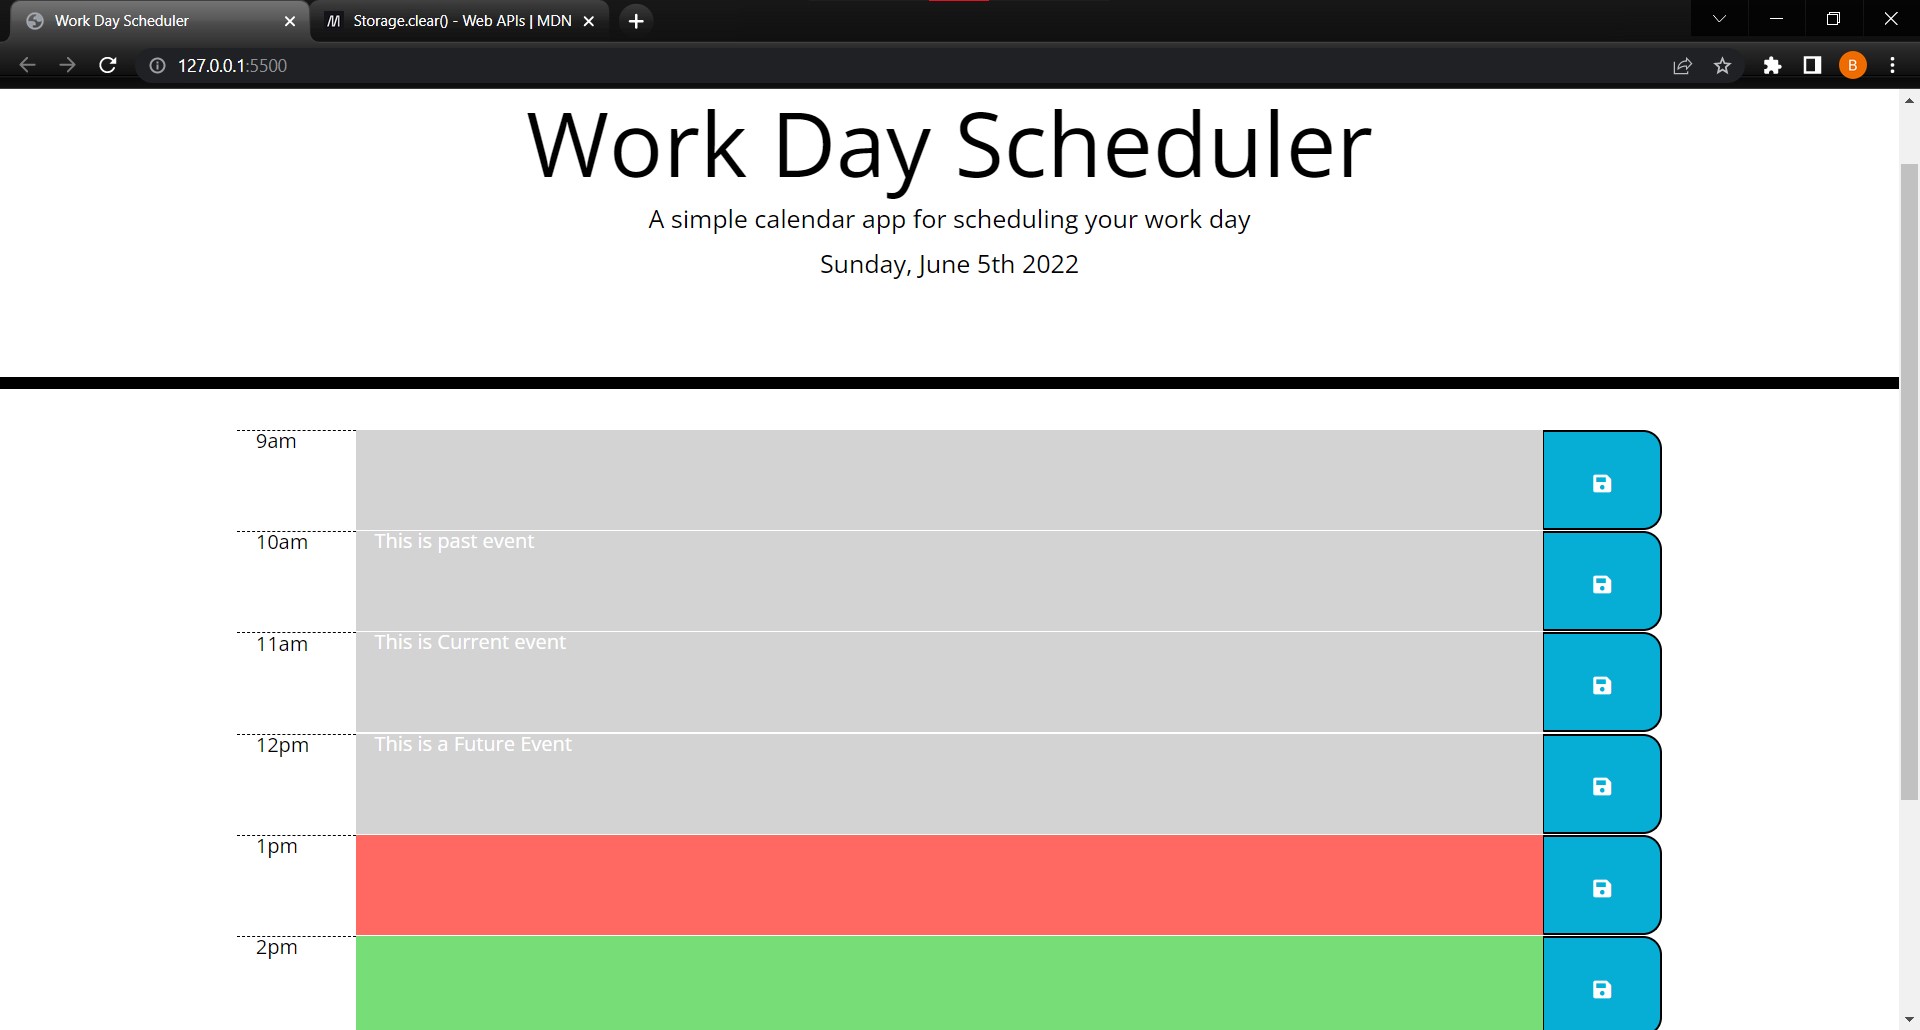 Work Day Scheduler
Storage.clear() - Web APIs | MDN
127.0.0.1:5500
B
Work Day Scheduler
A simple calendar app for scheduling your work day
Sunday, June 5th 2022
9am
10am This is past event
11am This is Current event
12pm This is a Future Event
1pm
2pm